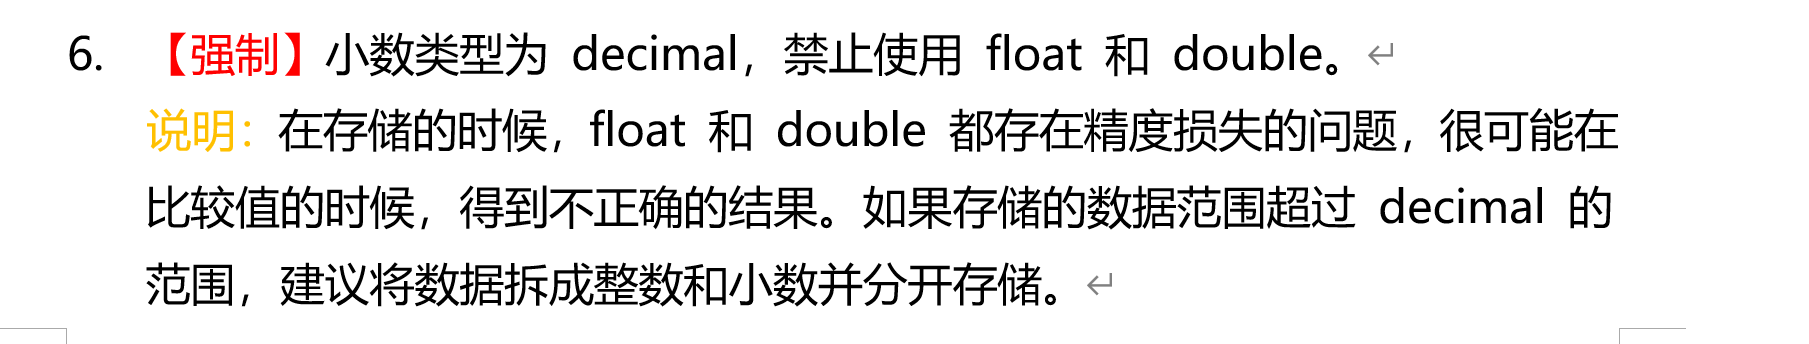 6. 【强制】小数类型为 decimal，禁止使用 float 和 double。
说明：在存储的时候，float 和 double 都存在精度损失的问题，很可能在
比较值的时候，得到不正确的结果。如果存储的数据范围超过 decimal 的
范围，建议将数据拆成整数和小数并分开存储。